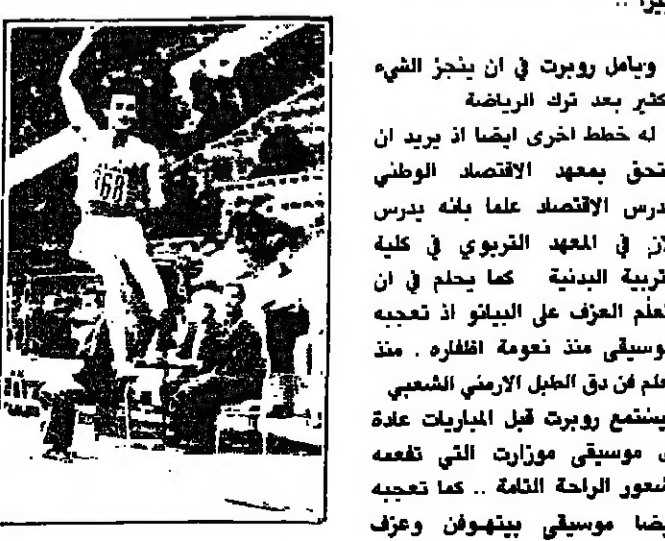 يرا ..
ويامل روبرت في ان ينجز الشيء
كثير بعد ترك الرياضة
له خطط اخرى ايضا اذ يريد ان
تحق بمعهد الاقتصاد الوطني
درس الاقتصاد علما بانه يدرس
لآن في المعهد التربوي في كلية
تربية البدنية كما يحلم في ان
تعلم العزف على البيانو اذ تعجبه
وسيقى منذ نعومة اظفاره . منذ
علم فن دق الطبل الارمني الشعبي
يستمع روبرت قبل المباريات عادة
ى موسيقى موزارت التي تفعمه
شعور الراحة التامة .. كما تعجبه
يضا موسيقى بيتهوفن وعزف
168